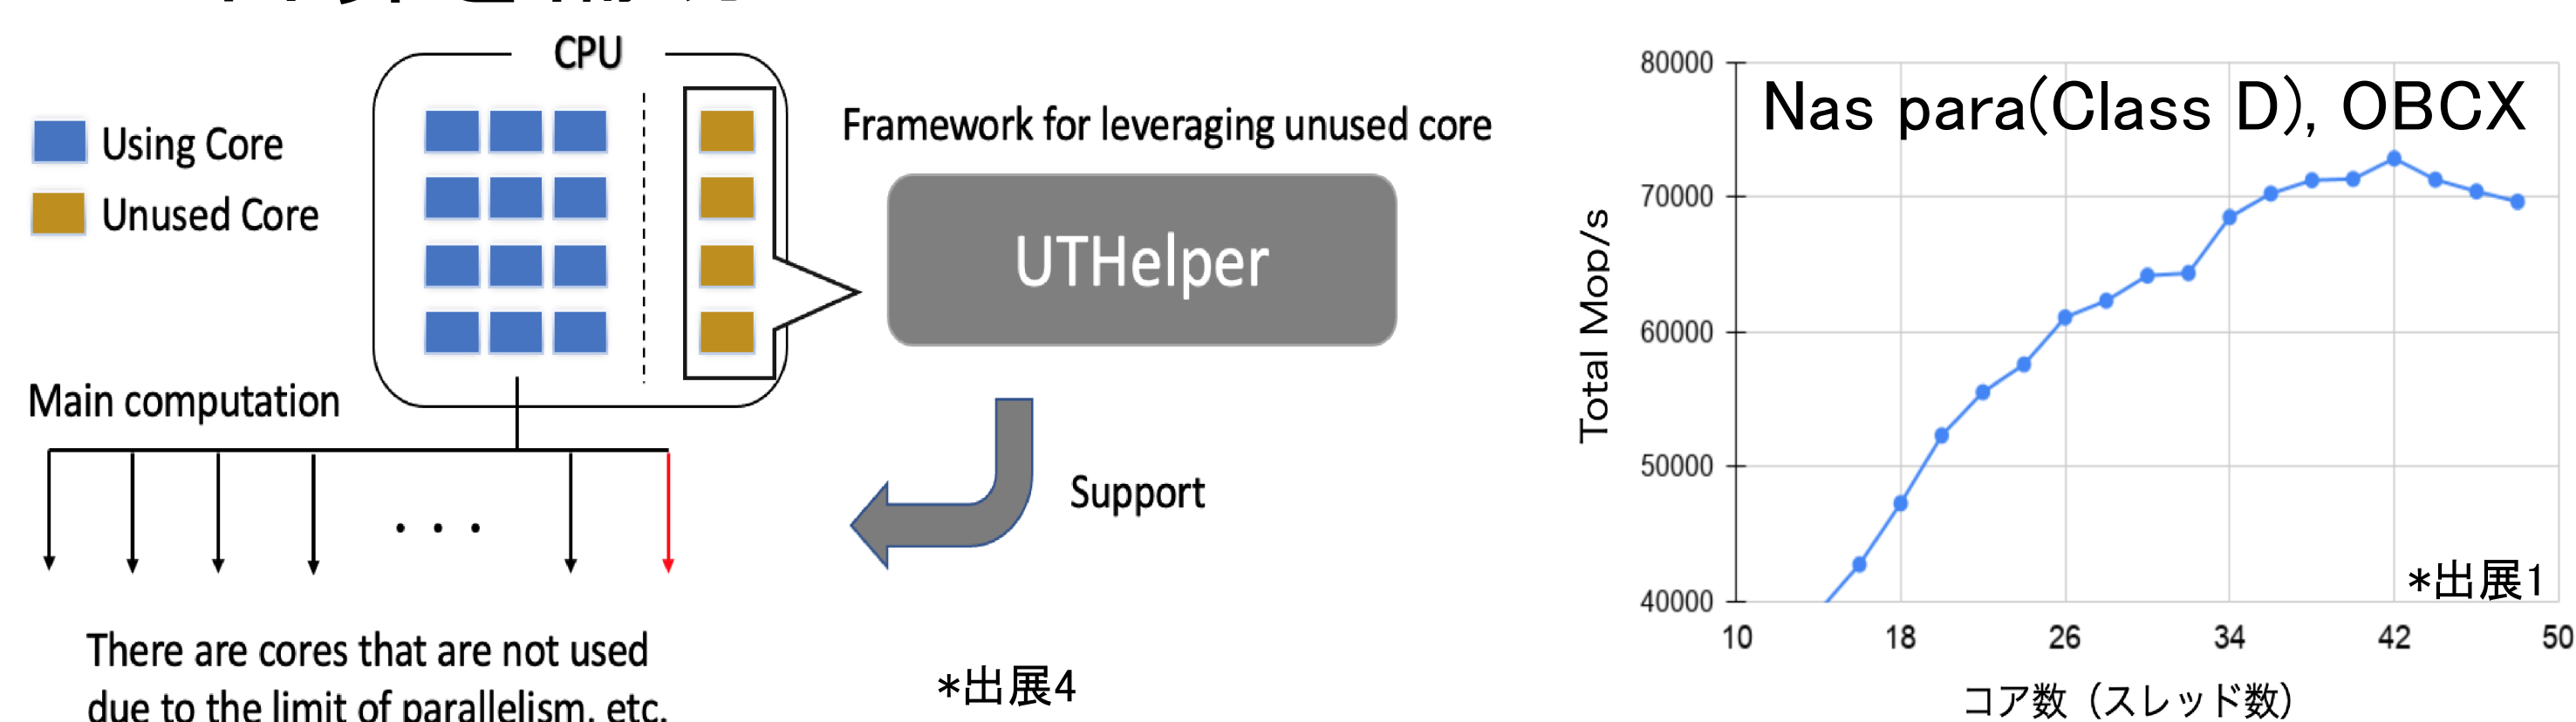 CPU
Using Core
Unused Core
Framework for leveraging unused core
UTHelper
Main computation
Support
. . .
There are cores that are not used
due to the limit of parallelism, etc.
*出展4
Nas para(Class D), OBCX
Total Mop/s
80000
70000
60000
50000
40000
10 18 26 34 42 50
*出展1
コア数（スレッド数）